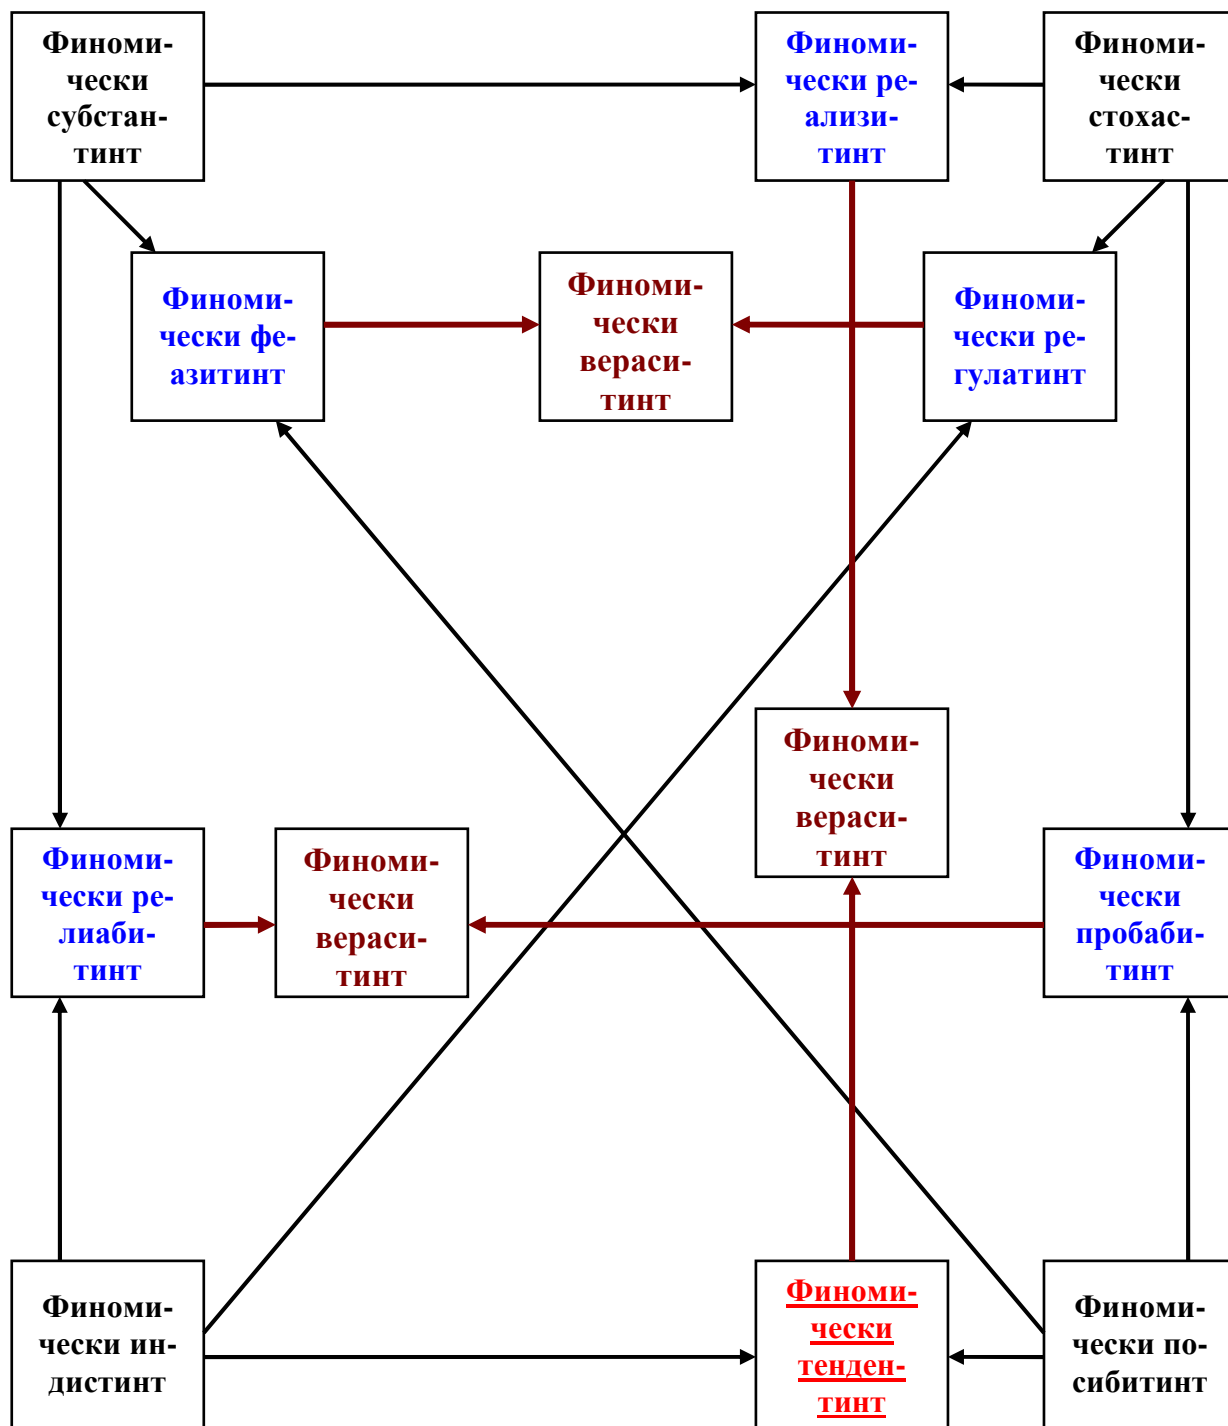 Финоми-
чески
субстан-
тинт
Финоми-
чески ре-
ализи-
тинт
Финоми-
чески
стохас-
тинт
Финоми-
чески фе-
азитинт
Финоми-
чески
вераси-
тинт
Финоми-
чески ре-
гулатинт
Финоми-
чески
вераси-
тинт
Финоми-
чески ре-
лиаби-
тинт
Финоми-
чески
вераси-
тинт
Финоми-
чески
пробаби-
тинт
Финоми-
чески ин-
дистинт
Финоми-
чески
тенден-
тинт
Финоми-
чески по-
сибитинт